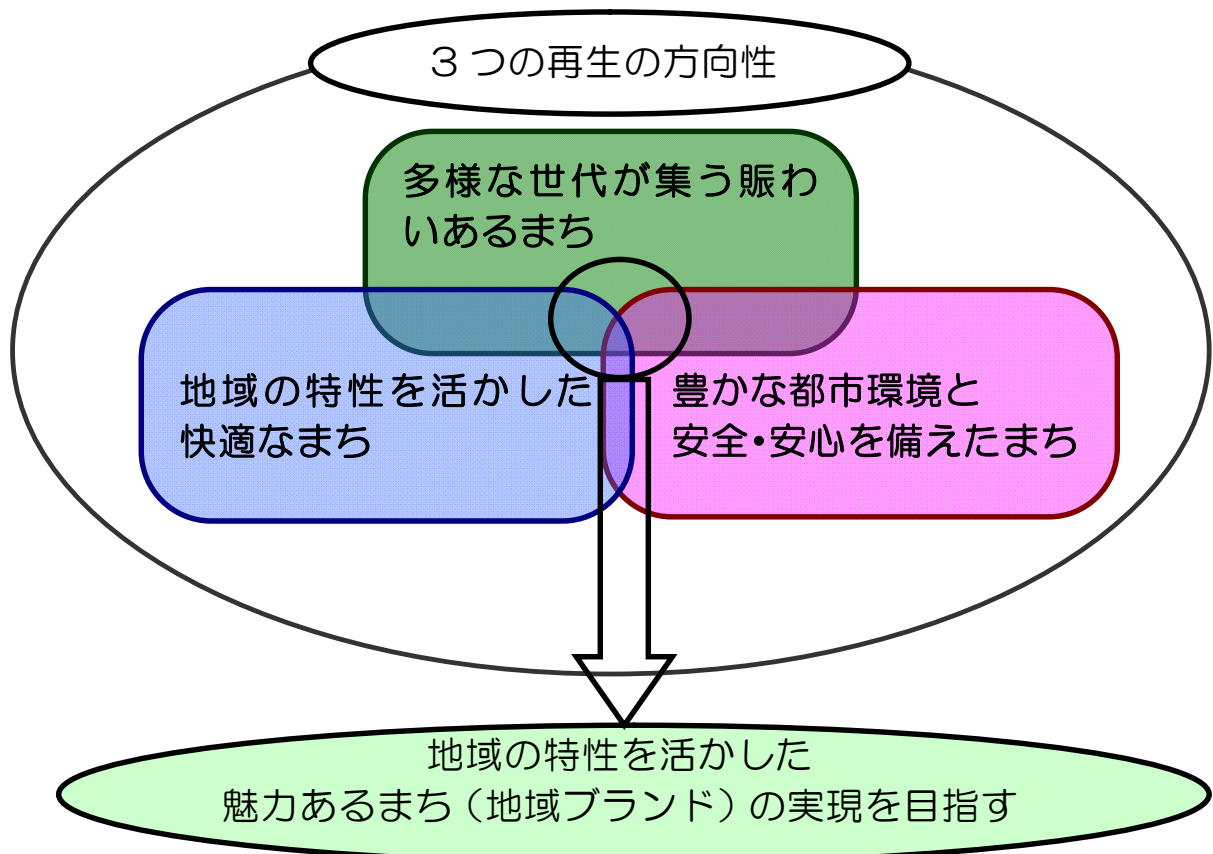 3つの再生の方向性
多様な世代が集う賑わ
いあるまち
地域の特性を活かした
快適なまち
豊かな都市環境と
安全・安心を備えたまち
地域の特性を活かした
魅力あるまち（地域ブランド）の実現を目指す